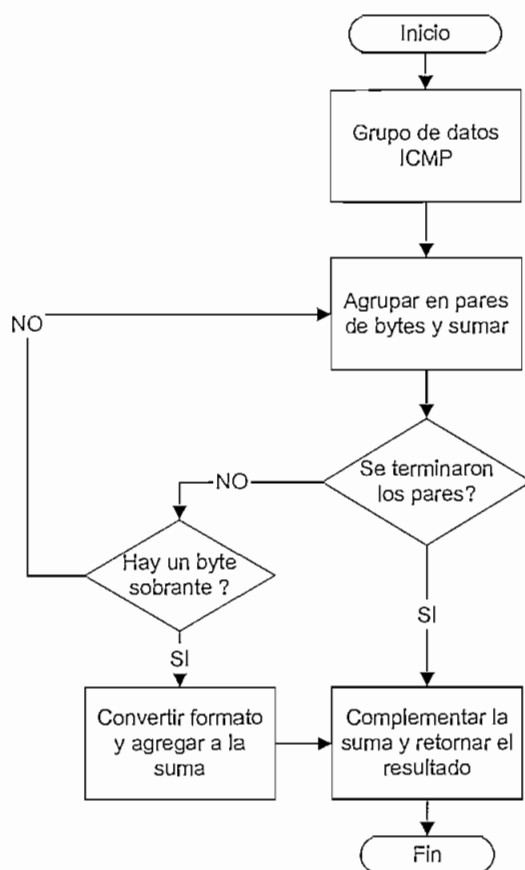 Inicio
Grupo de datos
ICMP
Agrupar en pares
de bytes y sumar
NO
Se terminaron
los pares?
NO
Hay un byte
sobrante ?
SI
SI
Convertir formato
y agregar a la
suma
Complementar la
suma y retornar el
resultado
Fin